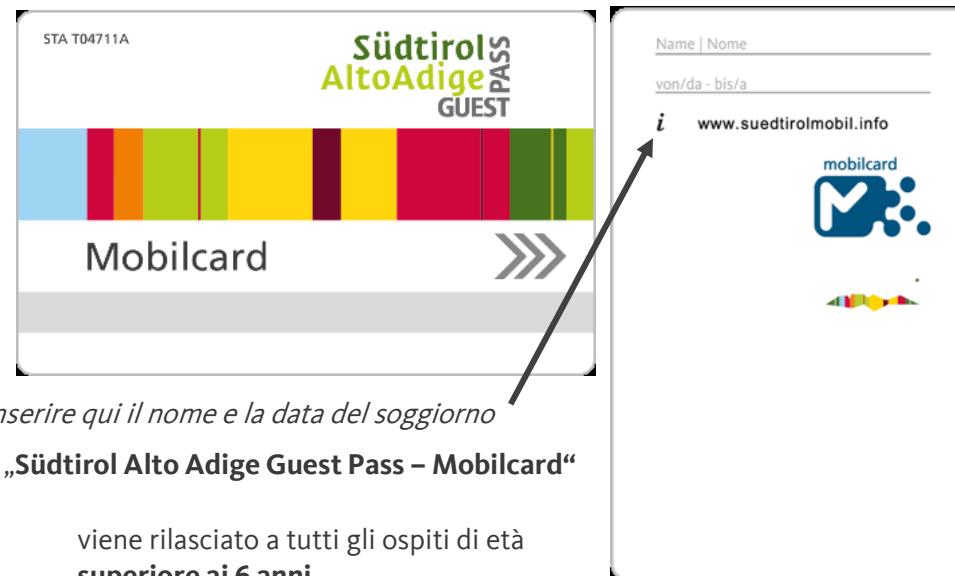 STA T04711A
Südtirol
AltoAdige
GUEST
PASS
Mobilcard
Name | Nome
von/da - bis/a
i www.suedtirolmobil.info
mobilcard
nserire qui il nome e la data del soggiorno
„Südtirol Alto Adige Guest Pass – Mobilcard“
viene rilasciato a tutti gli ospiti di età
superiore ai 6 anni